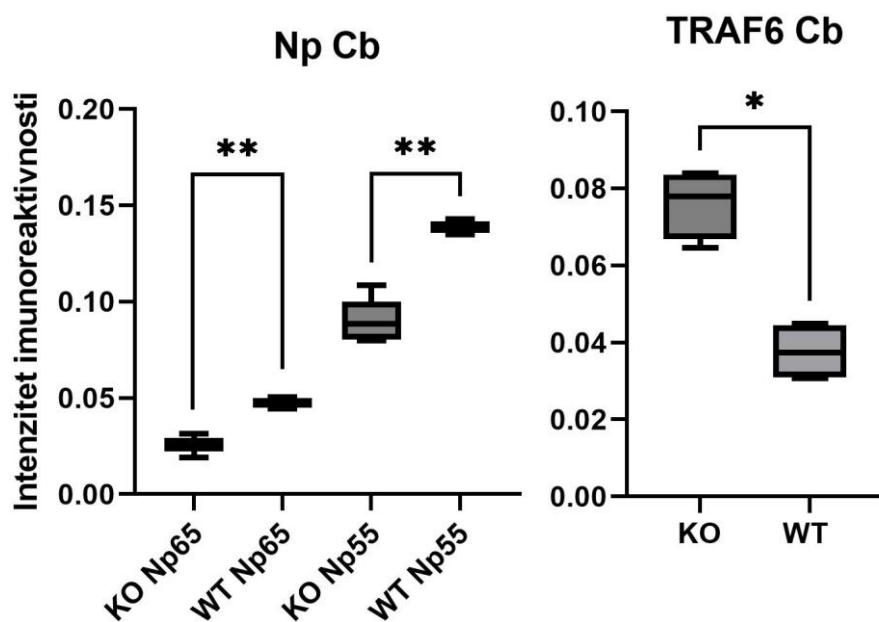 Np Cb
Intenzitet imunoreaktivnosti
0.20
0.15
0.10
0.05
0.00
**
**
KO Np65
WT Np65
KO Np55
WT Np55
TRAF6 Cb
0.10
0.08
0.06
0.04
0.02
0.00
*
KO
WT